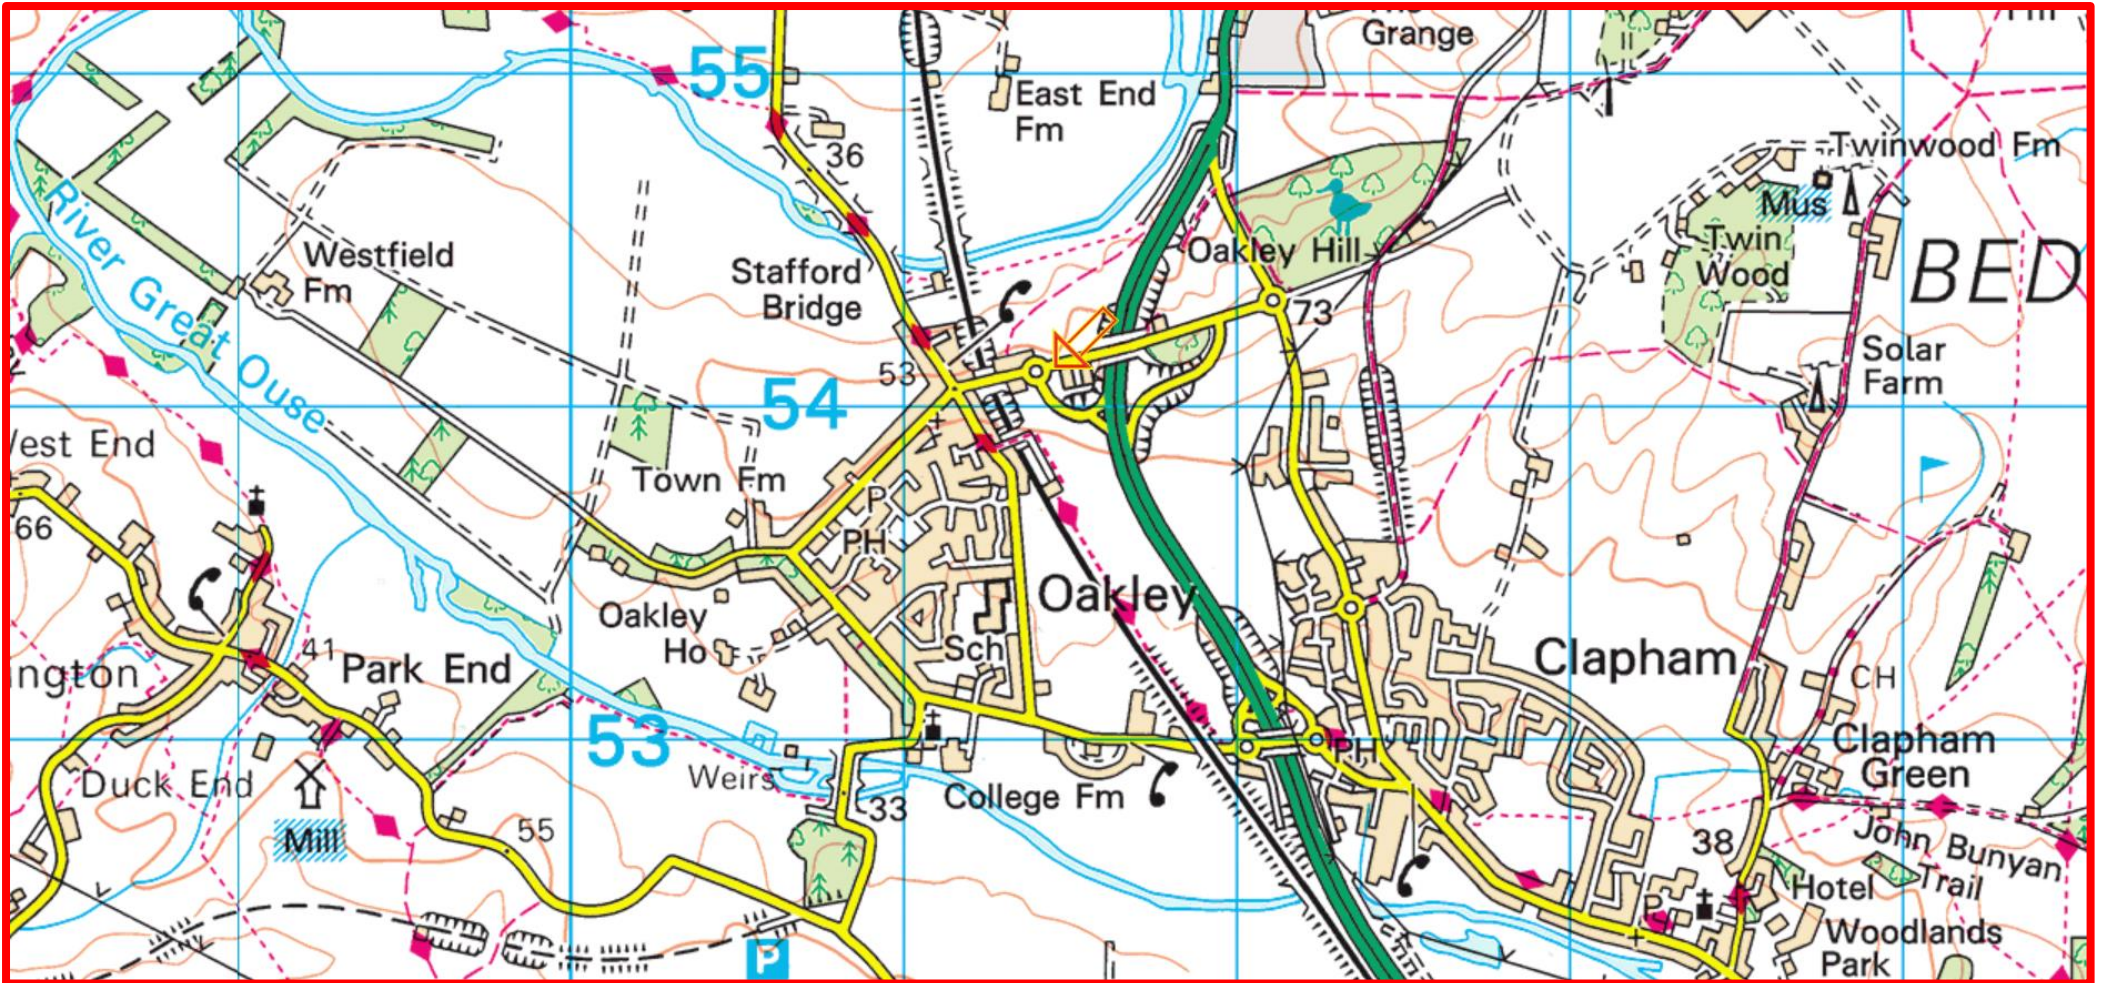 Grange
55
East End
Fm
36
Twinwood Fm
Mus
River Great Ouse
Westfield
Fm
Oakley Hill
Twin
Wood
BED
Stafford
Bridge
73
53
54
Solar
Farm
West End
Town Fm
P
PH
66
Oakley
Oakley
Ho
Sch
Clapham
41
Park End
ington
CH
53
Weirs
PH
Clapham
Green
Duck End
College Fm
33
Mill
55
38
John Bunyan
Trail
Hotel
P
Woodlands
Park
P